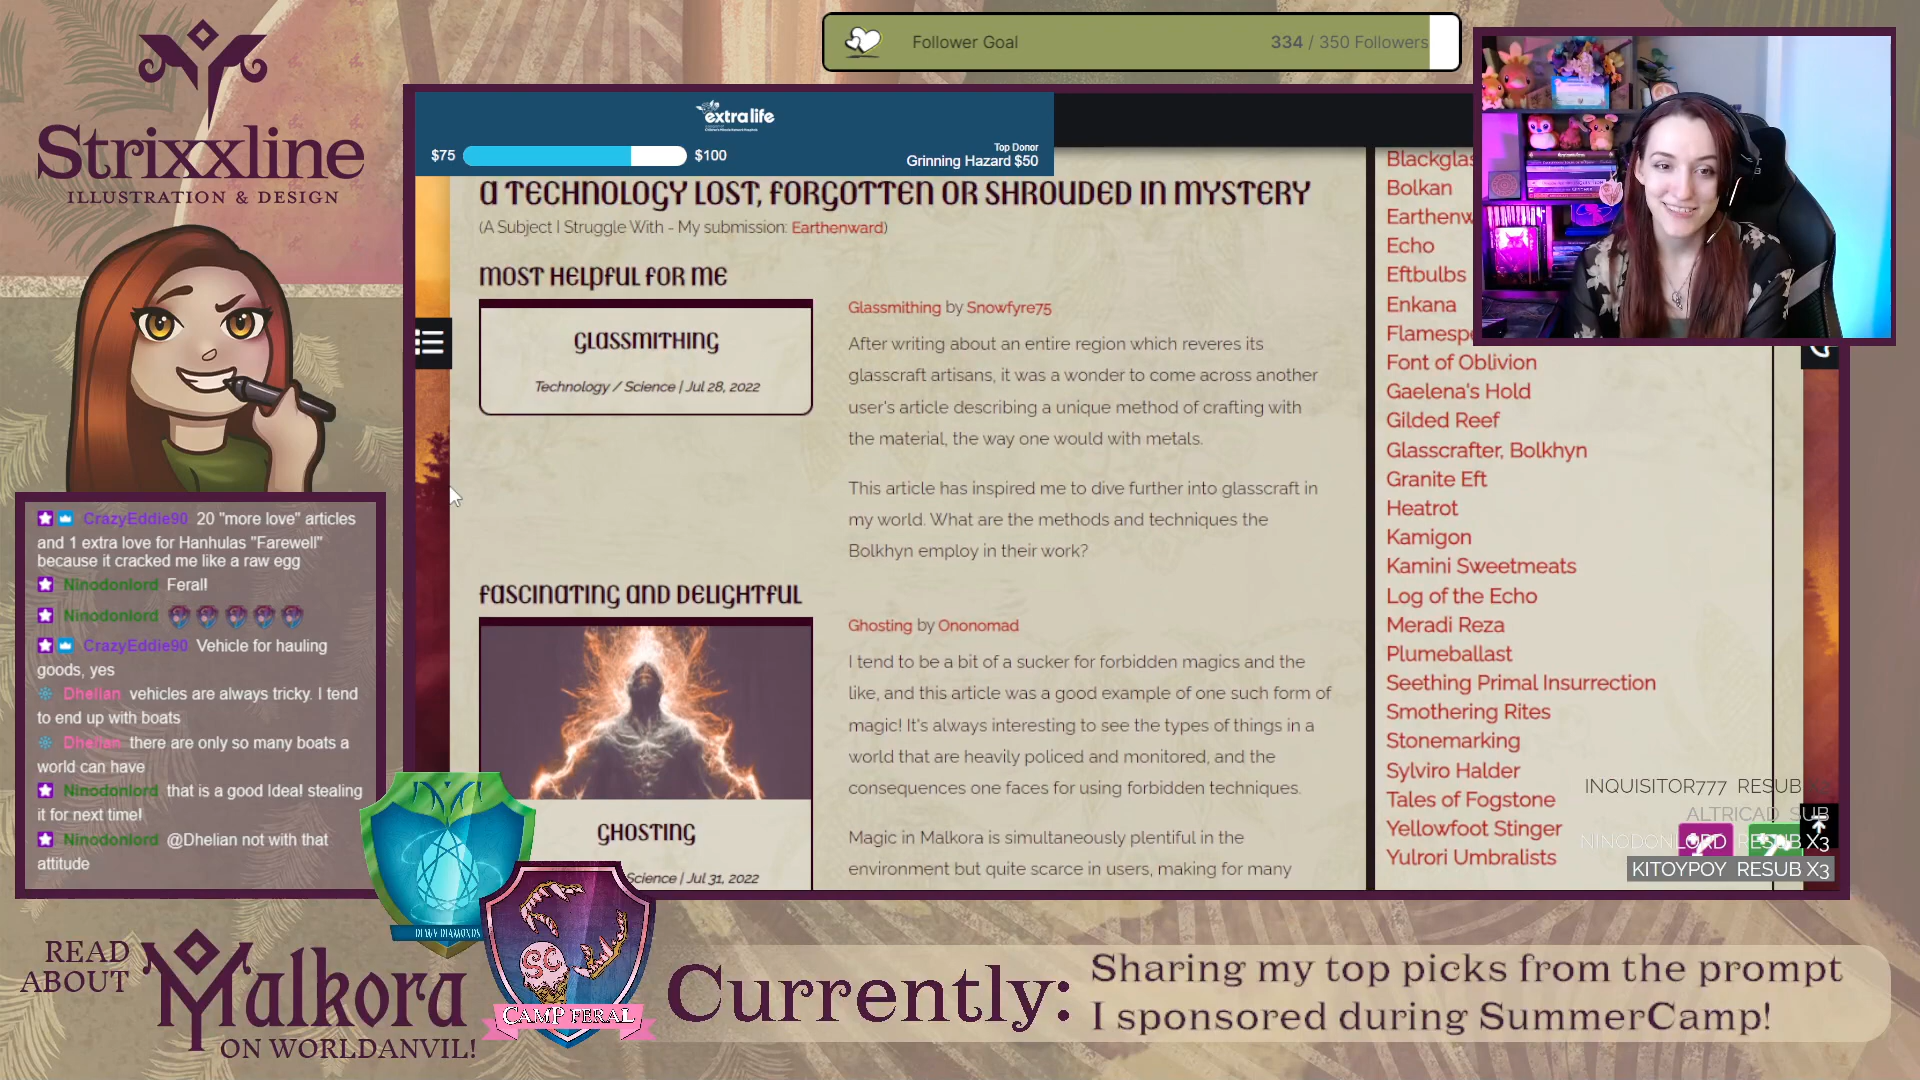 Strixxline
ILLUSTRATION & DESIGN
Follower Goal
334 / 350 Followers
extralife
$75
$100
Top Donor
Grinning Hazard $50
A TECHNOLOGY LOST, FORGOTTEN OR SHROUDED IN MYSTERY
(A Subject I Struggle With - My submission: Earthenward)
MOST HELPFUL FOR ME
GLASSMITHING
Technology / Science | Jul 28, 2022
Glassmithing by Snowfyre75
After writing about an entire region which reveres its
glasscraft artisans, it was a wonder to come across another
user's article describing a unique method of crafting with
the material, the way one would with metals.
This article has inspired me to dive further into glasscraft in
my world. What are the methods and techniques the
Bolkhyn employ in their work?
FASCINATING AND DELIGHTFUL
GHOSTING
Science | Jul 31, 2022
Ghosting by Ononomad
I tend to be a bit of a sucker for forbidden magics and the
like, and this article was a good example of one such form of
magic! It's always interesting to see the types of things in a
world that are heavily policed and monitored, and the
consequences one faces for using forbidden techniques.
Magic in Malkora is simultaneously plentiful in the
environment but quite scarce in users, making for many
Blackglas
Bolkan
Earthenw
Echo
Eftbulbs
Enkana
Flamespe
Font of Oblivion
Gaelena's Hold
Gilded Reef
Glasscrafter, Bolkhyn
Granite Eft
Heatrot
Kamigon
Kamini Sweetmeats
Log of the Echo
Meradi Reza
Plumeballast
Seething Primal Insurrection
Smothering Rites
Stonemarking
Sylviro Halder
Tales of Fogstone
Yellowfoot Stinger
Yulrori Umbralists
INQUISITOR777 RESUB
ALTRICAD SUB
NINODONLORD RESUB X3
KITOYPOY RESUB X3
CrazyEddie90 20 "more love" articles
and 1 extra love for Hanhulas "Farewell"
because it cracked me like a raw egg
Ninodonlord Feral!
Ninodonlord
CrazyEddie90 Vehicle for hauling
goods, yes
Dhelian vehicles are always tricky. I tend
to end up with boats
Dhelian there are only so many boats a
world can have
Ninodonlord that is a good Idea! stealing
it for next time!
Ninodonlord @Dhelian not with that
attitude
DEWY DIAMONDS
SC
CAMP FERAL
READ
ABOUT
Malkora
ON WORLDANVIL!
Currently:
Sharing my top picks from the prompt
I sponsored during SummerCamp!